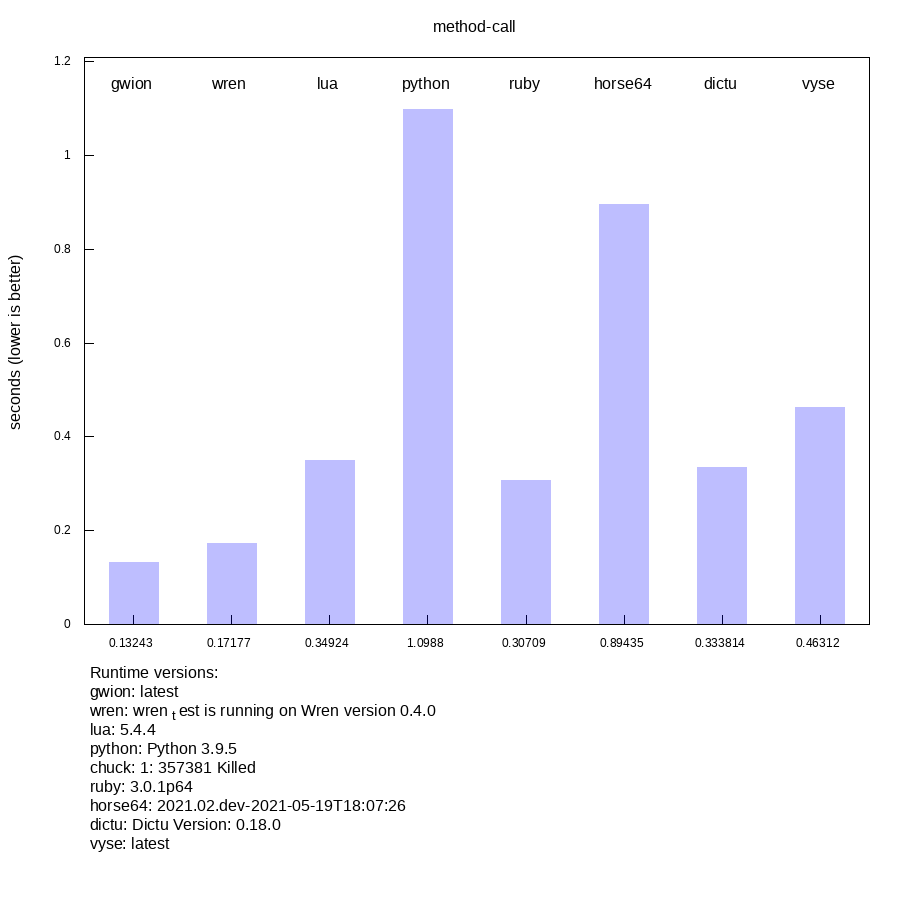 method-call
seconds (lower is better)
1.2
1
0.8
0.6
0.4
0.2
0
gwion wren lua python ruby horse64 dictu vyse
0.13243 0.17177 0.34924 1.0988 0.30709 0.89435 0.333814 0.46312
Runtime versions:
gwion: latest
wren: wren t est is running on Wren version 0.4.0
lua: 5.4.4
python: Python 3.9.5
chuck: 1: 357381 Killed
ruby: 3.0.1p64
horse64: 2021.02.dev-2021-05-19T18:07:26
dictu: Dictu Version: 0.18.0
vyse: latest